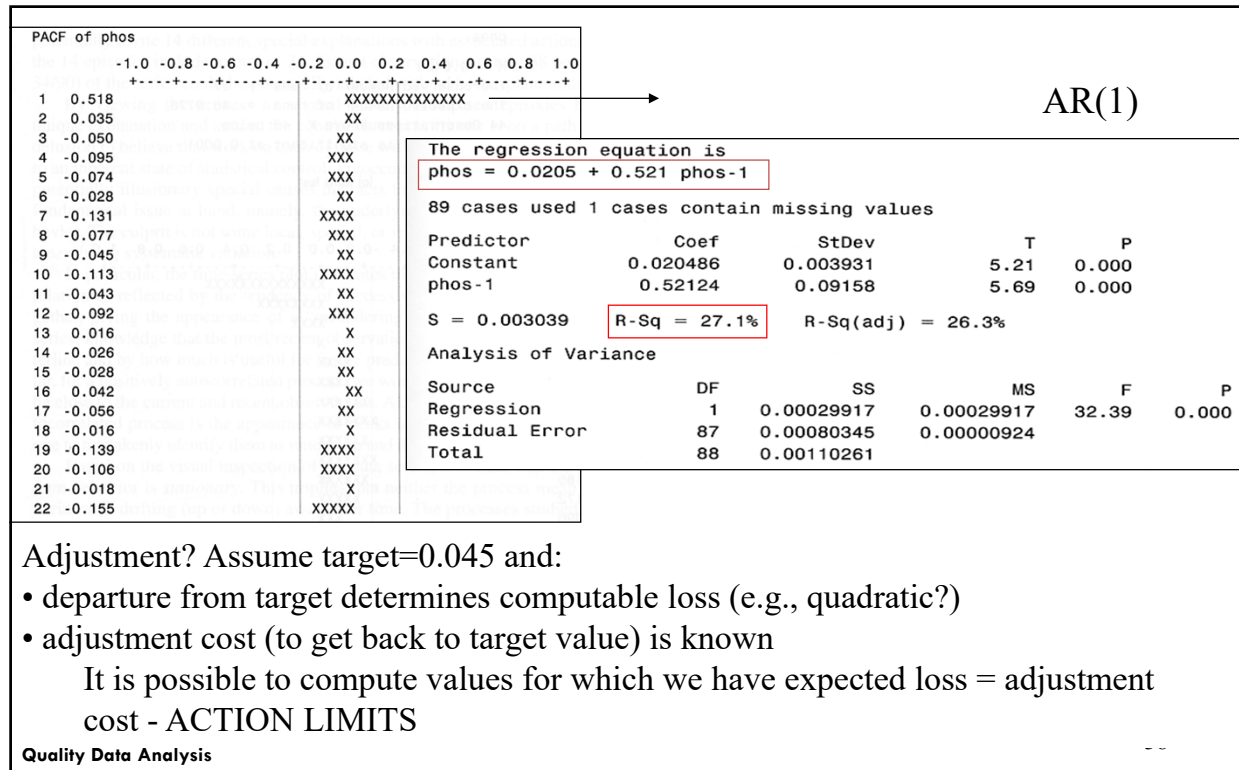 PACF of phos
-1.0 -0.8 -0.6 -0.4 -0.2 0.0 0.2 0.4 0.6 0.8 1.0
+----+----+----+----+----+----+----+----+----+----+
1 0.518 XXXXXXXXXXXXXX
2 0.035 XX
3 -0.050 XX
4 -0.095 XXX
5 -0.074 XXX
6 -0.028 XX
7 -0.131 XXXX
8 -0.077 XXX
9 -0.045 XX
10 -0.113 XXXX
11 -0.043 XX
12 -0.092 XXX
13 0.016 X
14 -0.026 XX
15 -0.028 XX
16 0.042 XX
17 -0.056 XX
18 -0.016 X
19 -0.139 XXXX
20 -0.106 XXXX
21 -0.018 X
22 -0.155 XXXXX
AR(1)
The regression equation is
phos = 0.0205 + 0.521 phos-1
89 cases used 1 cases contain missing values
Predictor Coef StDev T P
Constant 0.020486 0.003931 5.21 0.000
phos-1 0.52124 0.09158 5.69 0.000
S = 0.003039 R-Sq = 27.1% R-Sq(adj) = 26.3%
Analysis of Variance
Source DF SS MS F P
Regression 1 0.00029917 0.00029917 32.39 0.000
Residual Error 87 0.00080345 0.00000924
Total 88 0.00110261
Adjustment? Assume target=0.045 and:
• departure from target determines computable loss (e.g., quadratic?)
• adjustment cost (to get back to target value) is known
It is possible to compute values for which we have expected loss = adjustment
cost - ACTION LIMITS
Quality Data Analysis